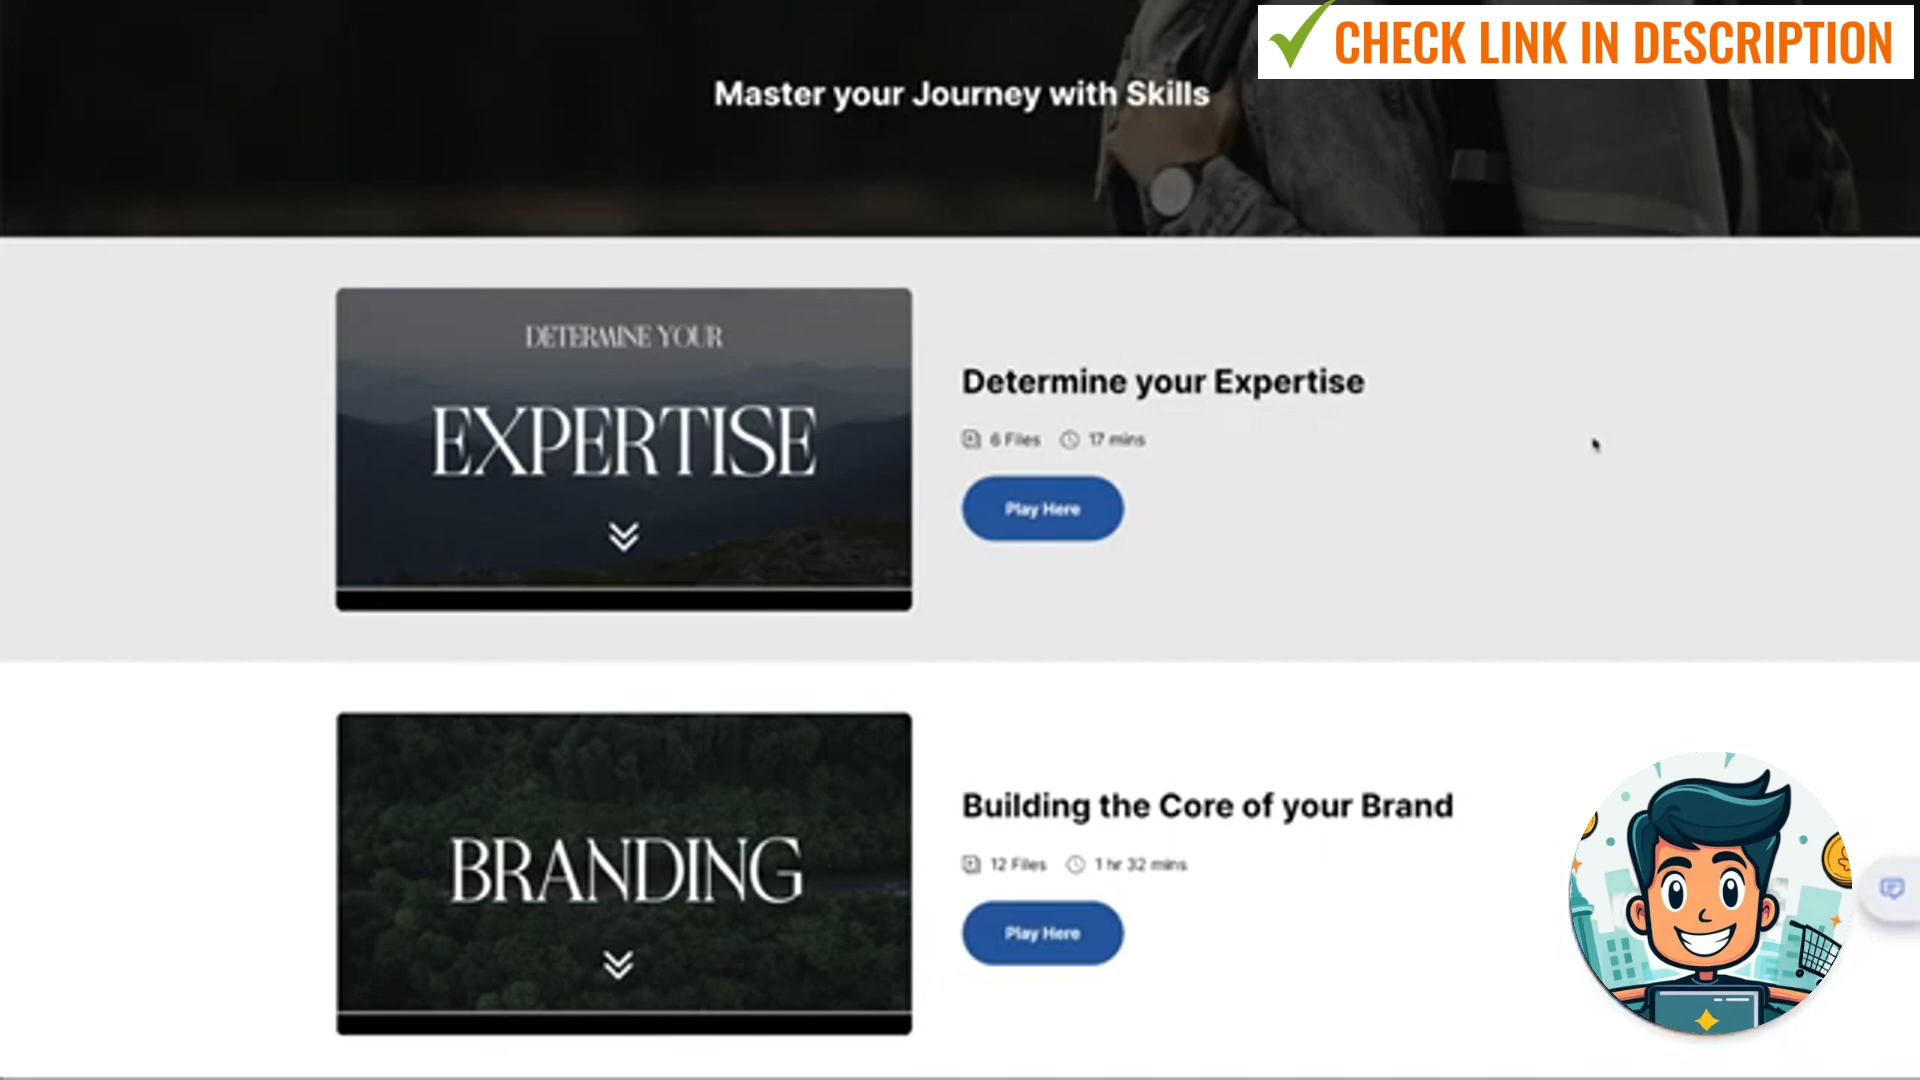 CHECK LINK IN DESCRIPTION
Master your Journey with Skills
DETERMINE YOUR
EXPERTISE
Determine your Expertise
6 Files 17 mins
Play Here
BRANDING
Building the Core of your Brand
12 Files 1 hr 32 mins
Play Here